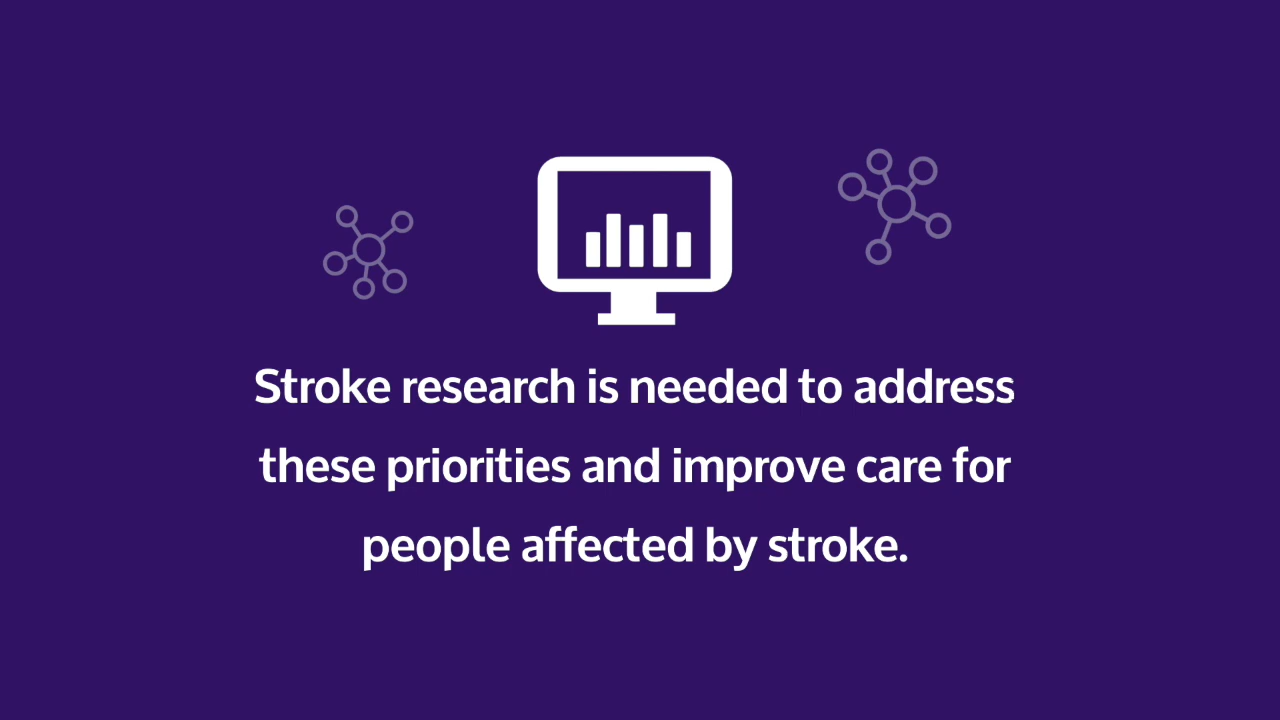 Stroke research is needed to address
these priorities and improve care for
people affected by stroke.